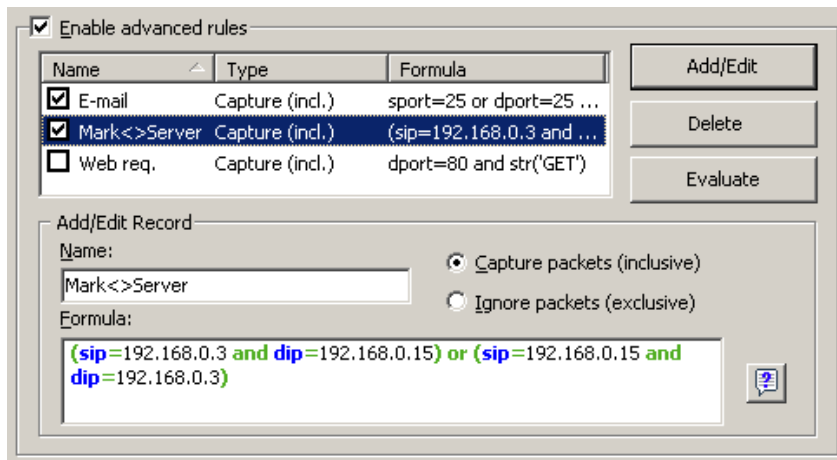 Enable advanced rules
Name Type Formula
E-mail Capture (incl.) sport=25 or dport=25 ...
Mark<>Server Capture (incl.) (sip=192.168.0.3 and ...
Web req. Capture (incl.) dport=80 and str('GET')
Add/Edit
Delete
Evaluate
Add/Edit Record
Name:
Mark<>Server
Capture packets (inclusive)
Ignore packets (exclusive)
Formula:
(sip=192.168.0.3 and dip=192.168.0.15) or (sip=192.168.0.15 and
dip=192.168.0.3)
?